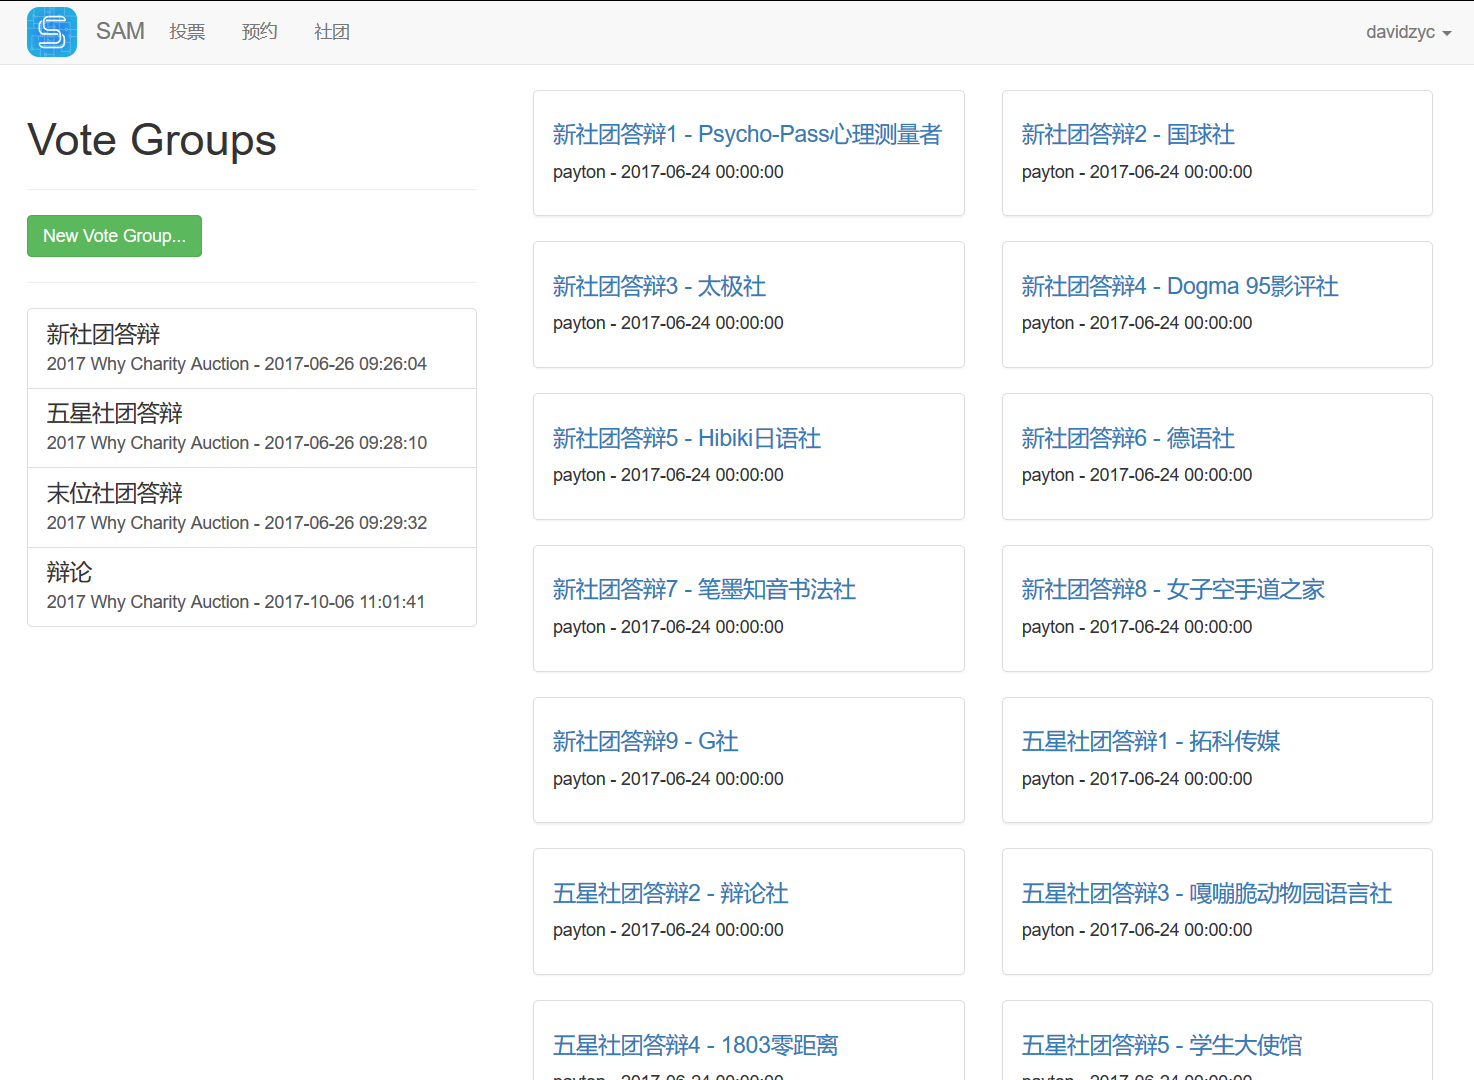 SAM 投票 预约 社团 davidzyc
Vote Groups
New Vote Group...
新社团答辩
2017 Why Charity Auction - 2017-06-26 09:26:04
五星社团答辩
2017 Why Charity Auction - 2017-06-26 09:28:10
末位社团答辩
2017 Why Charity Auction - 2017-06-26 09:29:32
辩论
2017 Why Charity Auction - 2017-10-06 11:01:41
新社团答辩1 - Psycho-Pass心理测量者
payton - 2017-06-24 00:00:00
新社团答辩2 - 国球社
payton - 2017-06-24 00:00:00
新社团答辩3 - 太极社
payton - 2017-06-24 00:00:00
新社团答辩4 - Dogma 95影评社
payton - 2017-06-24 00:00:00
新社团答辩5 - Hibiki日语社
payton - 2017-06-24 00:00:00
新社团答辩6 - 德语社
payton - 2017-06-24 00:00:00
新社团答辩7 - 笔墨知音书法社
payton - 2017-06-24 00:00:00
新社团答辩8 - 女子空手道之家
payton - 2017-06-24 00:00:00
新社团答辩9 - G社
payton - 2017-06-24 00:00:00
五星社团答辩1 - 拓科传媒
payton - 2017-06-24 00:00:00
五星社团答辩2 - 辩论社
payton - 2017-06-24 00:00:00
五星社团答辩3 - 嘎嘣脆动物园语言社
payton - 2017-06-24 00:00:00
五星社团答辩4 - 1803零距离
payton - 2017-06-24 00:00:00
五星社团答辩5 - 学生大使馆
payton - 2017-06-24 00:00:00